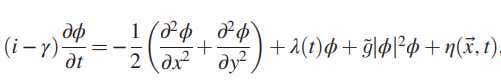 (i − γ) ∂ϕ/∂t = −1/2 (∂²ϕ/∂x² + ∂²ϕ/∂y²) + λ(t)ϕ + g̃|ϕ|²ϕ + η(x⃗, t).